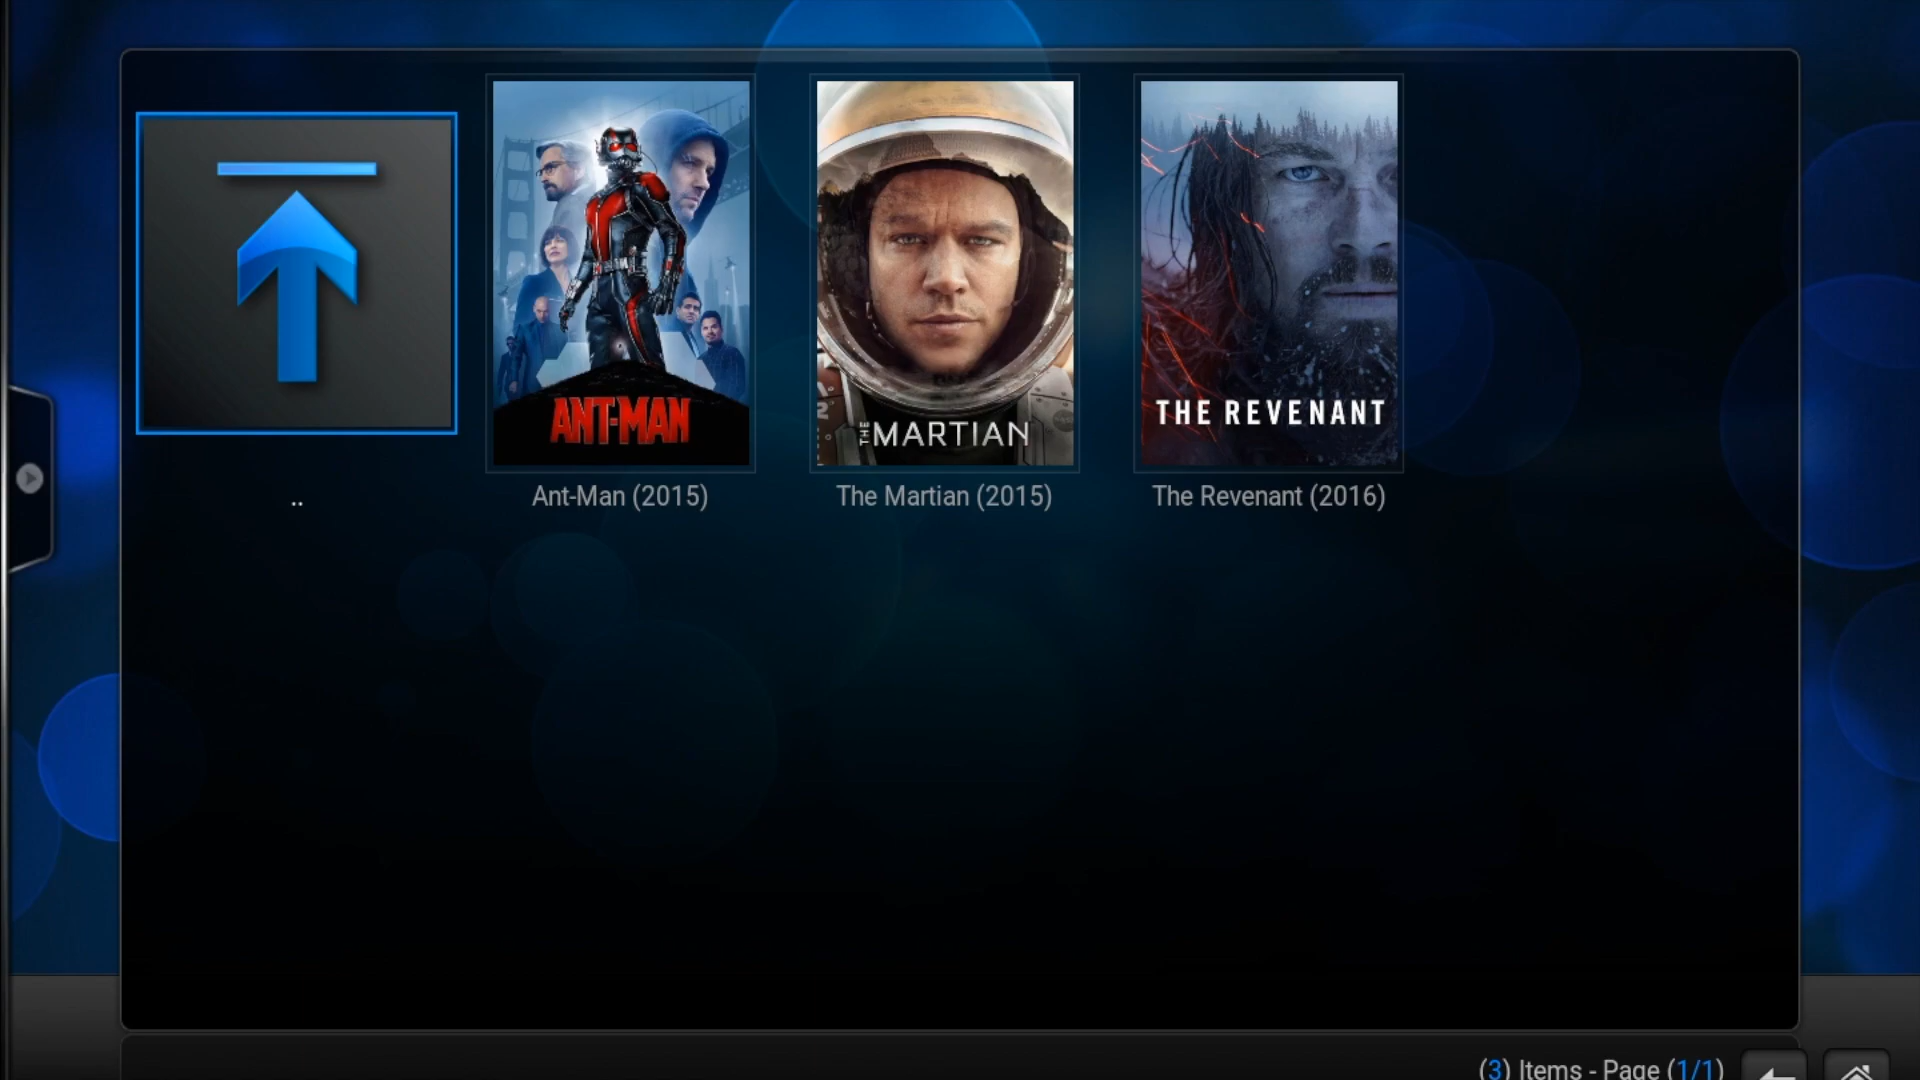 ANT-MAN
THE MARTIAN
THE REVENANT
..
Ant-Man (2015)
The Martian (2015)
The Revenant (2016)
(3) Items - Page (1/1)